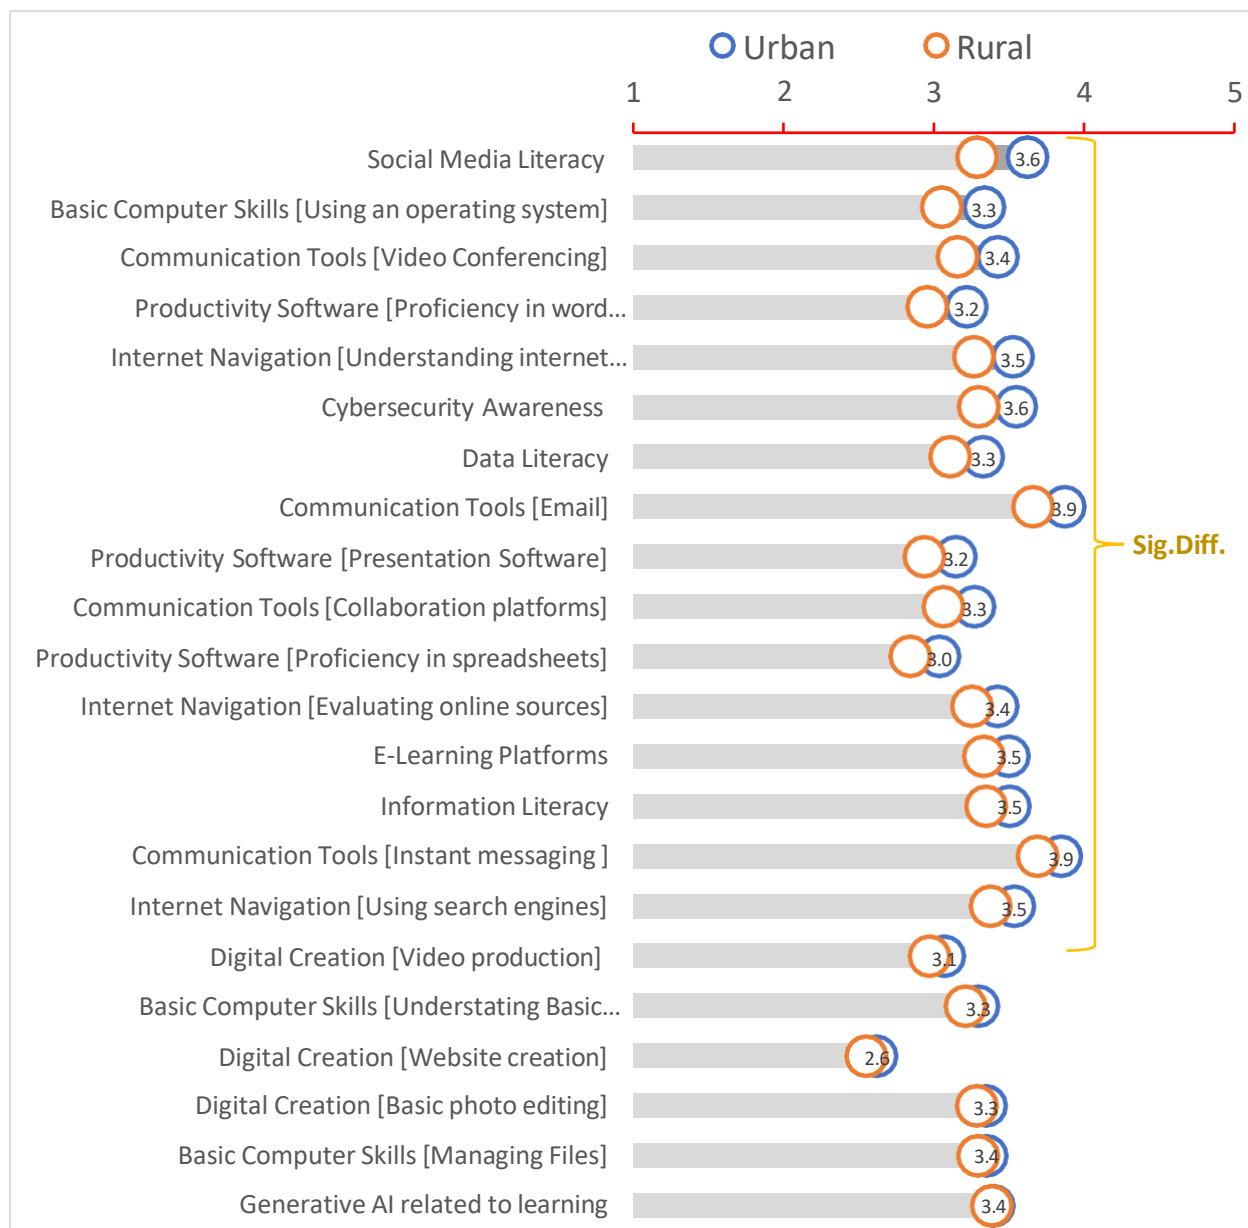 Urban Rural
1 2 3 4 5
Social Media Literacy 3.6
Basic Computer Skills [Using an operating system] 3.3
Communication Tools [Video Conferencing] 3.4
Productivity Software [Proficiency in word... 3.2
Internet Navigation [Understanding internet... 3.5
Cybersecurity Awareness 3.6
Data Literacy 3.3
Communication Tools [Email] 3.9
Productivity Software [Presentation Software] 3.2
Sig.Diff.
Communication Tools [Collaboration platforms] 3.3
Productivity Software [Proficiency in spreadsheets] 3.0
Internet Navigation [Evaluating online sources] 3.4
E-Learning Platforms 3.5
Information Literacy 3.5
Communication Tools [Instant messaging ] 3.9
Internet Navigation [Using search engines] 3.5
Digital Creation [Video production] 3.1
Basic Computer Skills [Understating Basic... 3.3
Digital Creation [Website creation] 2.6
Digital Creation [Basic photo editing] 3.3
Basic Computer Skills [Managing Files] 3.4
Generative AI related to learning 3.4